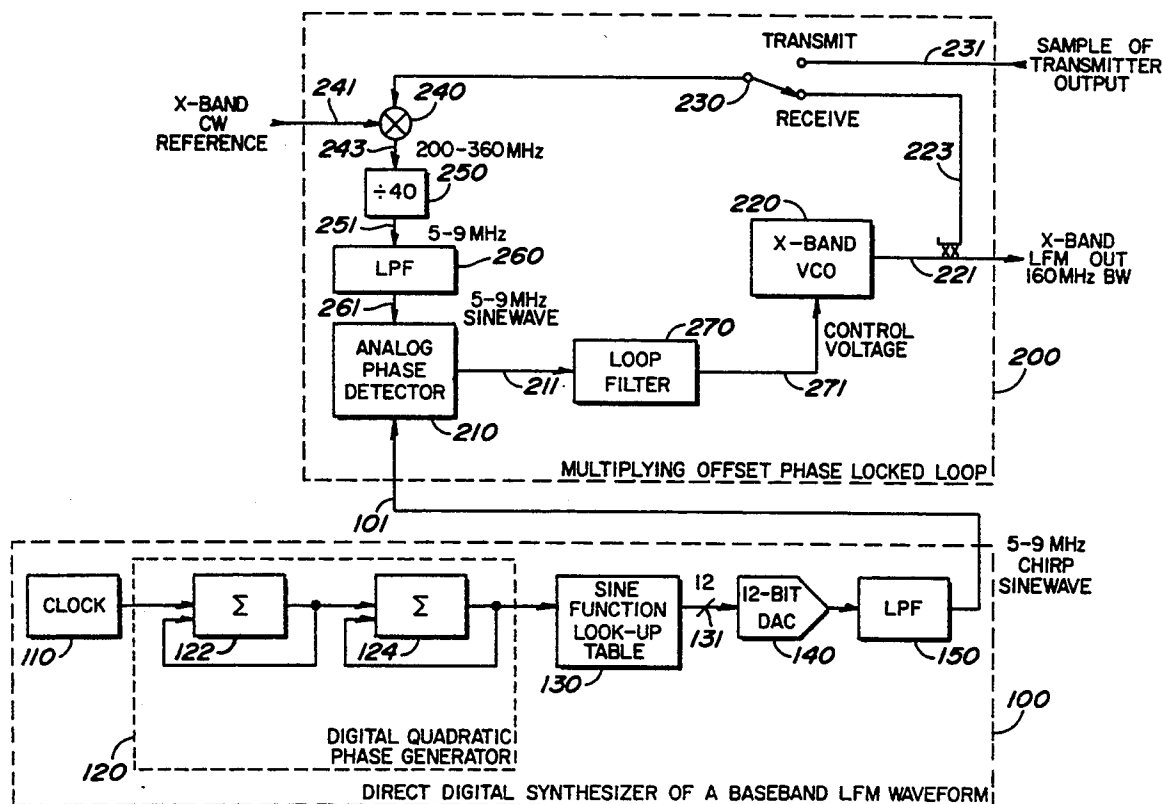 TRANSMIT
231
SAMPLE OF
TRANSMITTER
OUTPUT
230
RECEIVE
X-BAND
CW
REFERENCE
241
240
243
200-360 MHz
÷40
250
251
5-9 MHz
LPF
260
261
5-9 MHz
SINEWAVE
ANALOG
PHASE
DETECTOR
210
211
270
LOOP
FILTER
271
CONTROL
VOLTAGE
220
X-BAND
VCO
221
223
X-BAND
LFM OUT
160 MHz BW
200
MULTIPLYING OFFSET PHASE LOCKED LOOP
101
5-9 MHz
CHIRP
SINEWAVE
CLOCK
110
Σ
122
Σ
124
SINE
FUNCTION
LOOK-UP
TABLE
130
12
131
12-BIT
DAC
140
LPF
150
100
120
DIGITAL QUADRATIC
PHASE GENERATOR
DIRECT DIGITAL SYNTHESIZER OF A BASEBAND LFM WAVEFORM